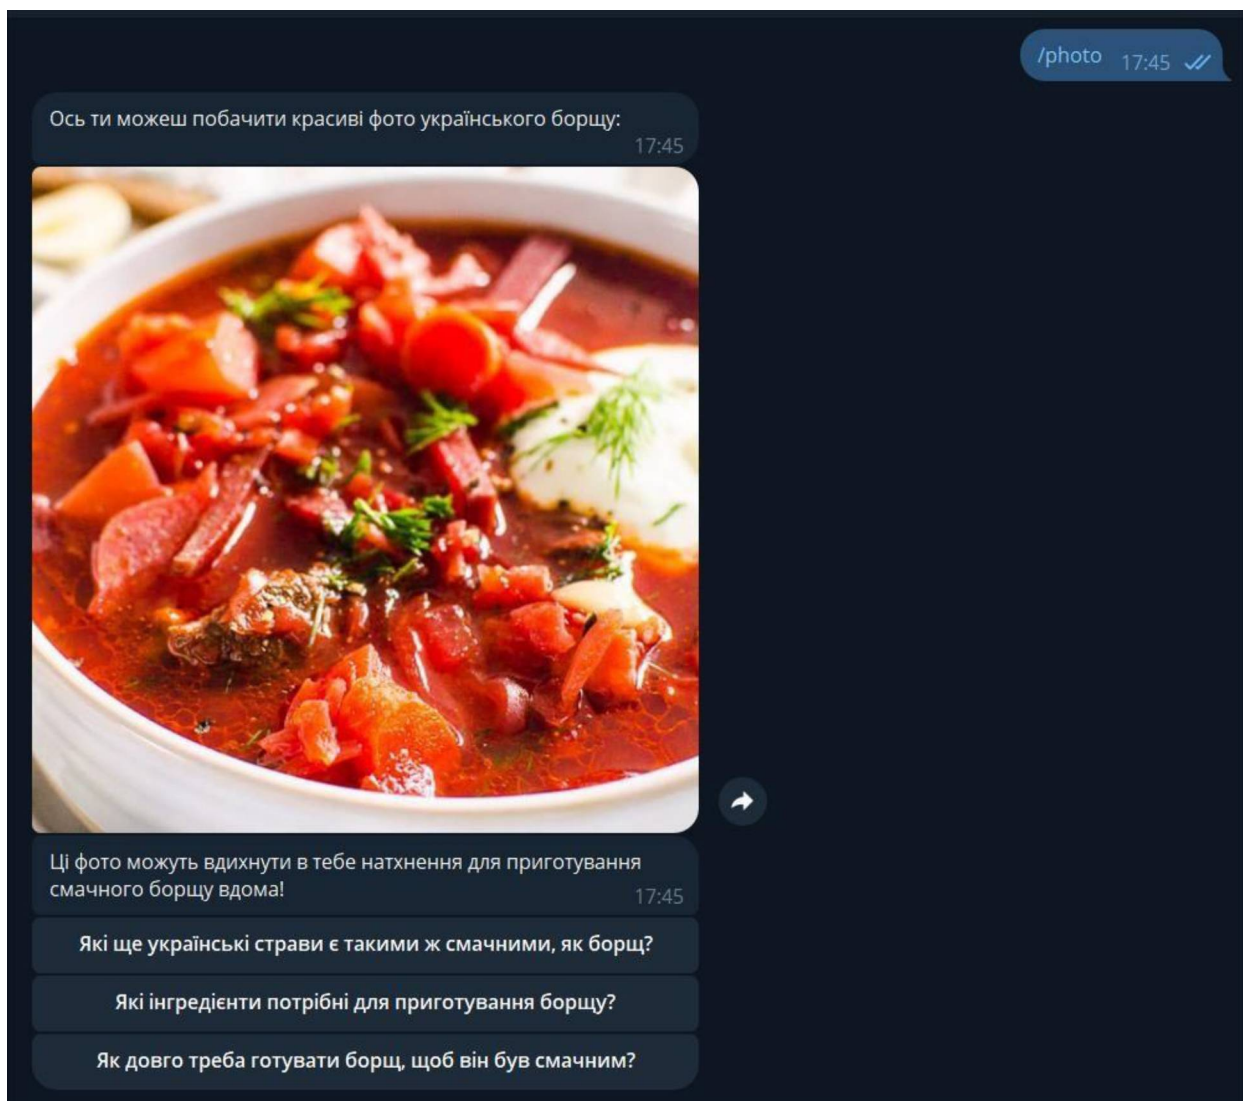 /photo 17:45
Ось ти можеш побачити красиві фото українського борщу:
17:45
Ці фото можуть вдихнути в тебе натхнення для приготування
смачного борщу вдома! 17:45
Які ще українські страви є такими ж смачними, як борщ?
Які інгредієнти потрібні для приготування борщу?
Як довго треба готувати борщ, щоб він був смачним?